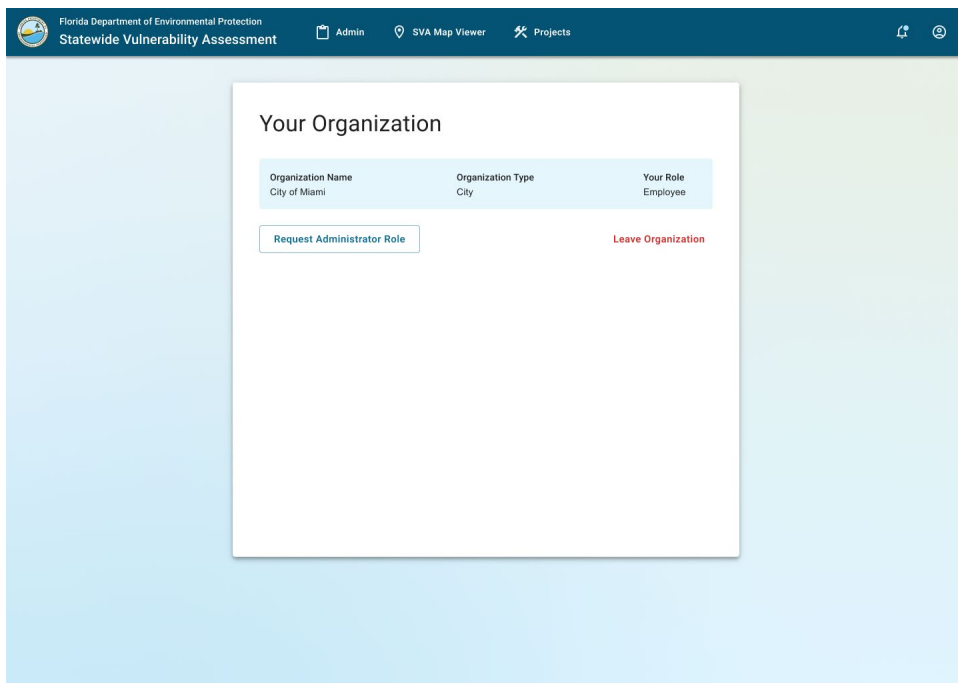 Florida Department of Environmental Protection
Statewide Vulnerability Assessment
Admin
SVA Map Viewer
Projects
Your Organization
Organization Name
City of Miami
Organization Type
City
Your Role
Employee
Request Administrator Role
Leave Organization